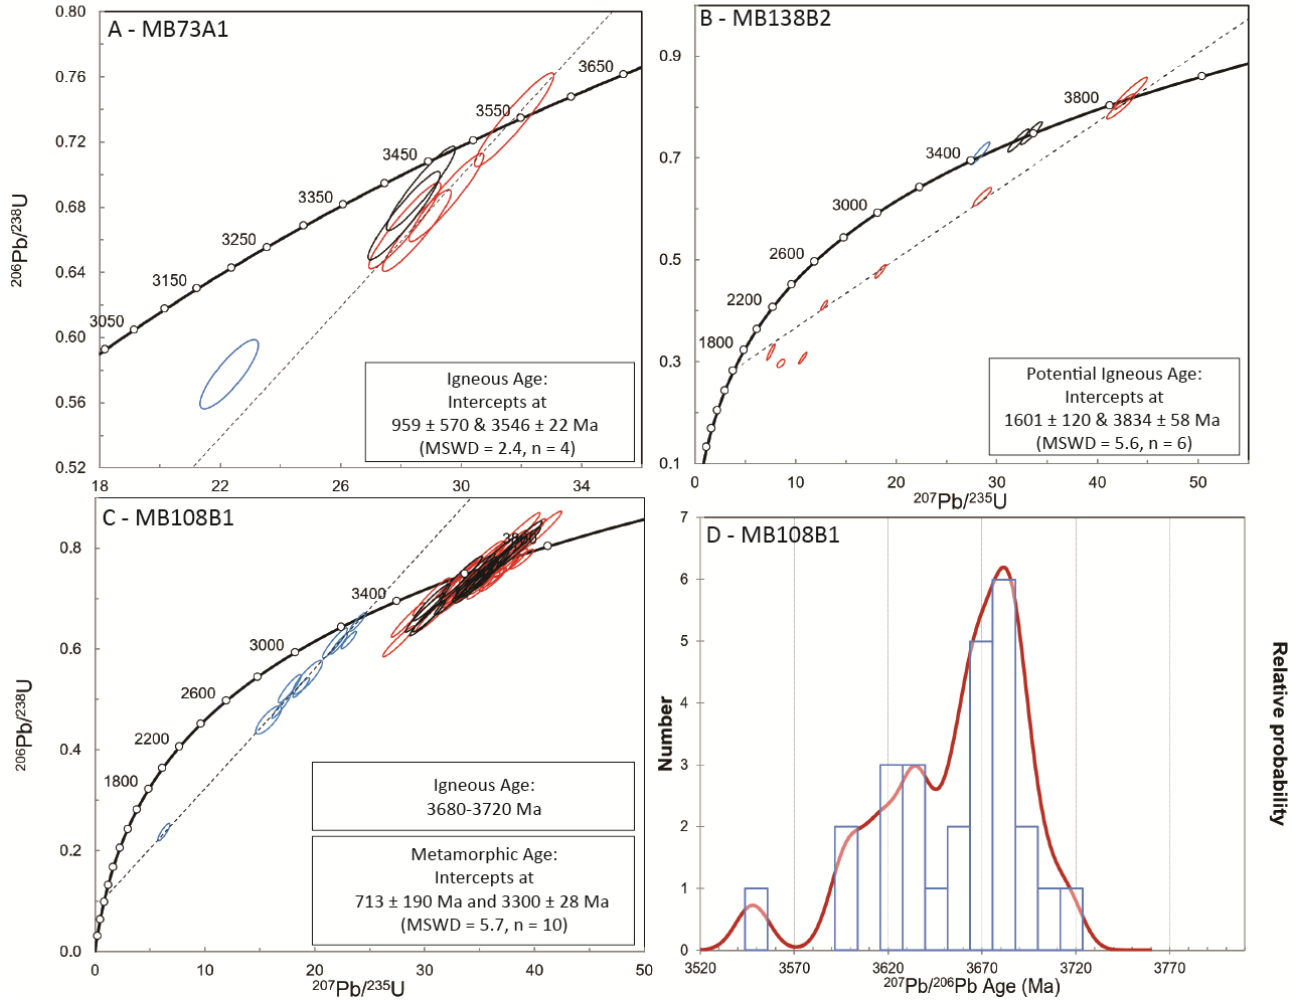 A - MB73A1
0.80
0.76
0.72
0.68
0.64
0.60
0.56
0.52
206Pb/238U
3050
3150
3250
3350
3450
3550
3650
Igneous Age:
Intercepts at
959 ± 570 & 3546 ± 22 Ma
(MSWD = 2.4, n = 4)
18 22 26 30 34
B - MB138B2
0.9
0.7
0.5
0.3
0.1
1800
2200
2600
3000
3400
3800
Potential Igneous Age:
Intercepts at
1601 ± 120 & 3834 ± 58 Ma
(MSWD = 5.6, n = 6)
0 10 20 30 40 50
207Pb/235U
C - MB108B1
0.8
0.6
0.4
0.2
0.0
206Pb/238U
1800
2200
2600
3000
3400
3800
Igneous Age:
3680-3720 Ma
Metamorphic Age:
Intercepts at
713 ± 190 Ma and 3300 ± 28 Ma
(MSWD = 5.7, n = 10)
0 10 20 30 40 50
207Pb/235U
D - MB108B1
7
6
5
4
3
2
1
0
Number
Relative probability
3520 3570 3620 3670 3720 3770
207Pb/206Pb Age (Ma)